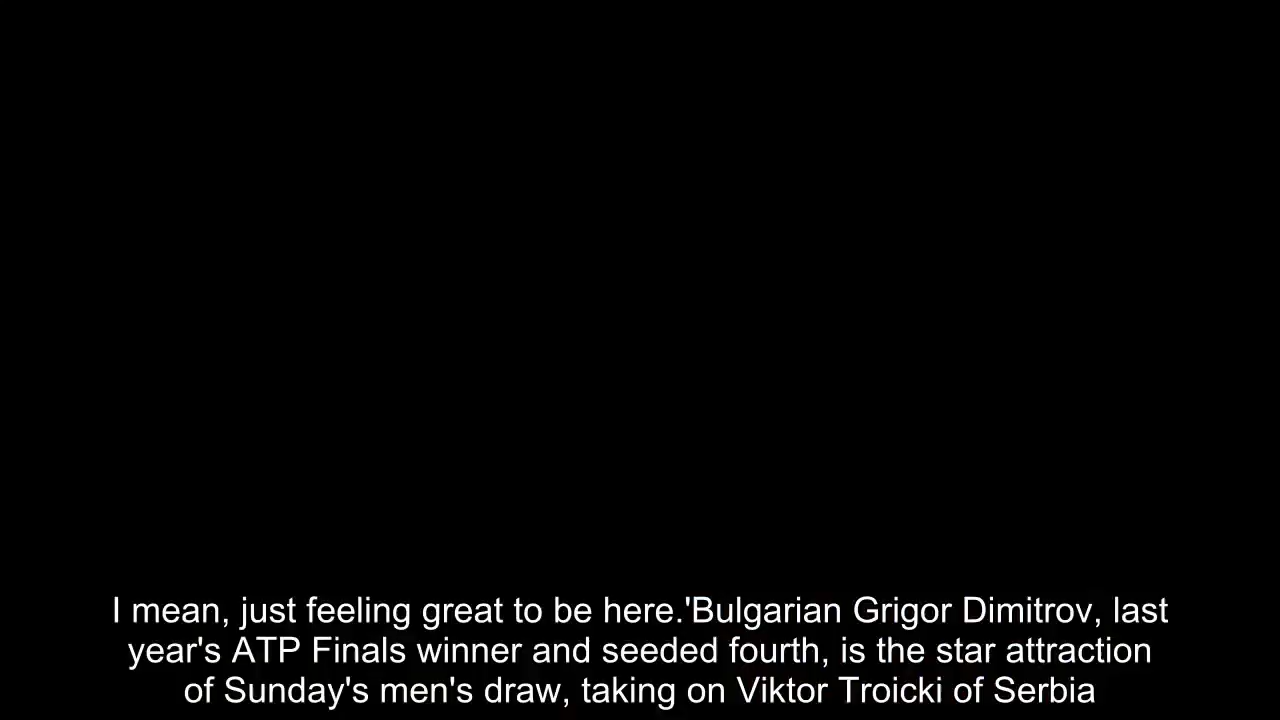 I mean, just feeling great to be here.'Bulgarian Grigor Dimitrov, last
year's ATP Finals winner and seeded fourth, is the star attraction
of Sunday's men's draw, taking on Viktor Troicki of Serbia